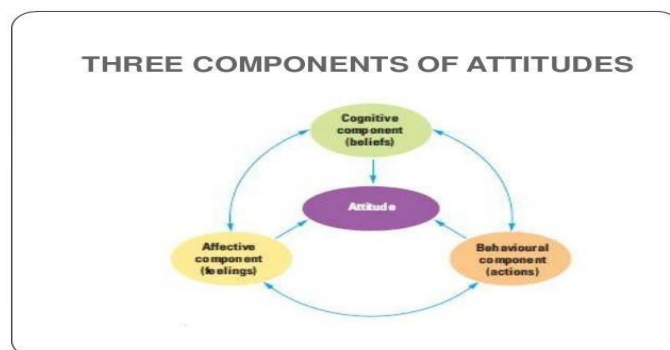 THREE COMPONENTS OF ATTITUDES
Cognitive
component
(beliefs)
Attitude
Affective
component
(feelings)
Behavioural
component
(actions)